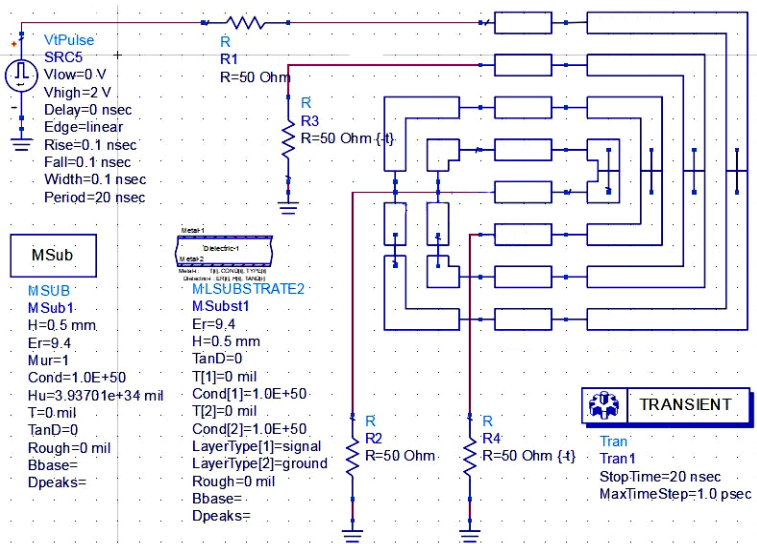 VtPulse
SRC5
Vlow=0 V
Vhigh=2 V
Delay=0 nsec
Edge=linear
Rise=0.1 nsec
Fall=0.1 nsec
Width=0.1 nsec
Period=20 nsec
R
R1
R=50 Ohm
R
R3
R=50 Ohm {-t}
MSub
MSUB
MSub1
H=0.5 mm
Er=9.4
Mur=1
Cond=1.0E+50
Hu=3.93701e+34 mil
T=0 mil
TanD=0
Rough=0 mil
Bbase=
Dpeaks=
Metal-1
Dielectric-1
Metal-2
MLSUBSTRATE2
MSubst1
Er=9.4
H=0.5 mm
TanD=0
T[1]=0 mil
Cond[1]=1.0E+50
T[2]=0 mil
Cond[2]=1.0E+50
LayerType[1]=signal
LayerType[2]=ground
Rough=0 mil
Bbase=
Dpeaks=
R
R2
R=50 Ohm
R
R4
R=50 Ohm {-t}
TRANSIENT
Tran
Tran1
StopTime=20 nsec
MaxTimeStep=1.0 psec